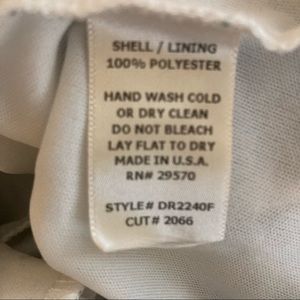 SHELL / LINING
100% POLYESTER
HAND WASH COLD
OR DRY CLEAN
DO NOT BLEACH
LAY FLAT TO DRY
MADE IN U.S.A.
RN# 29570
STYLE# DR2240F
CUT# 2066